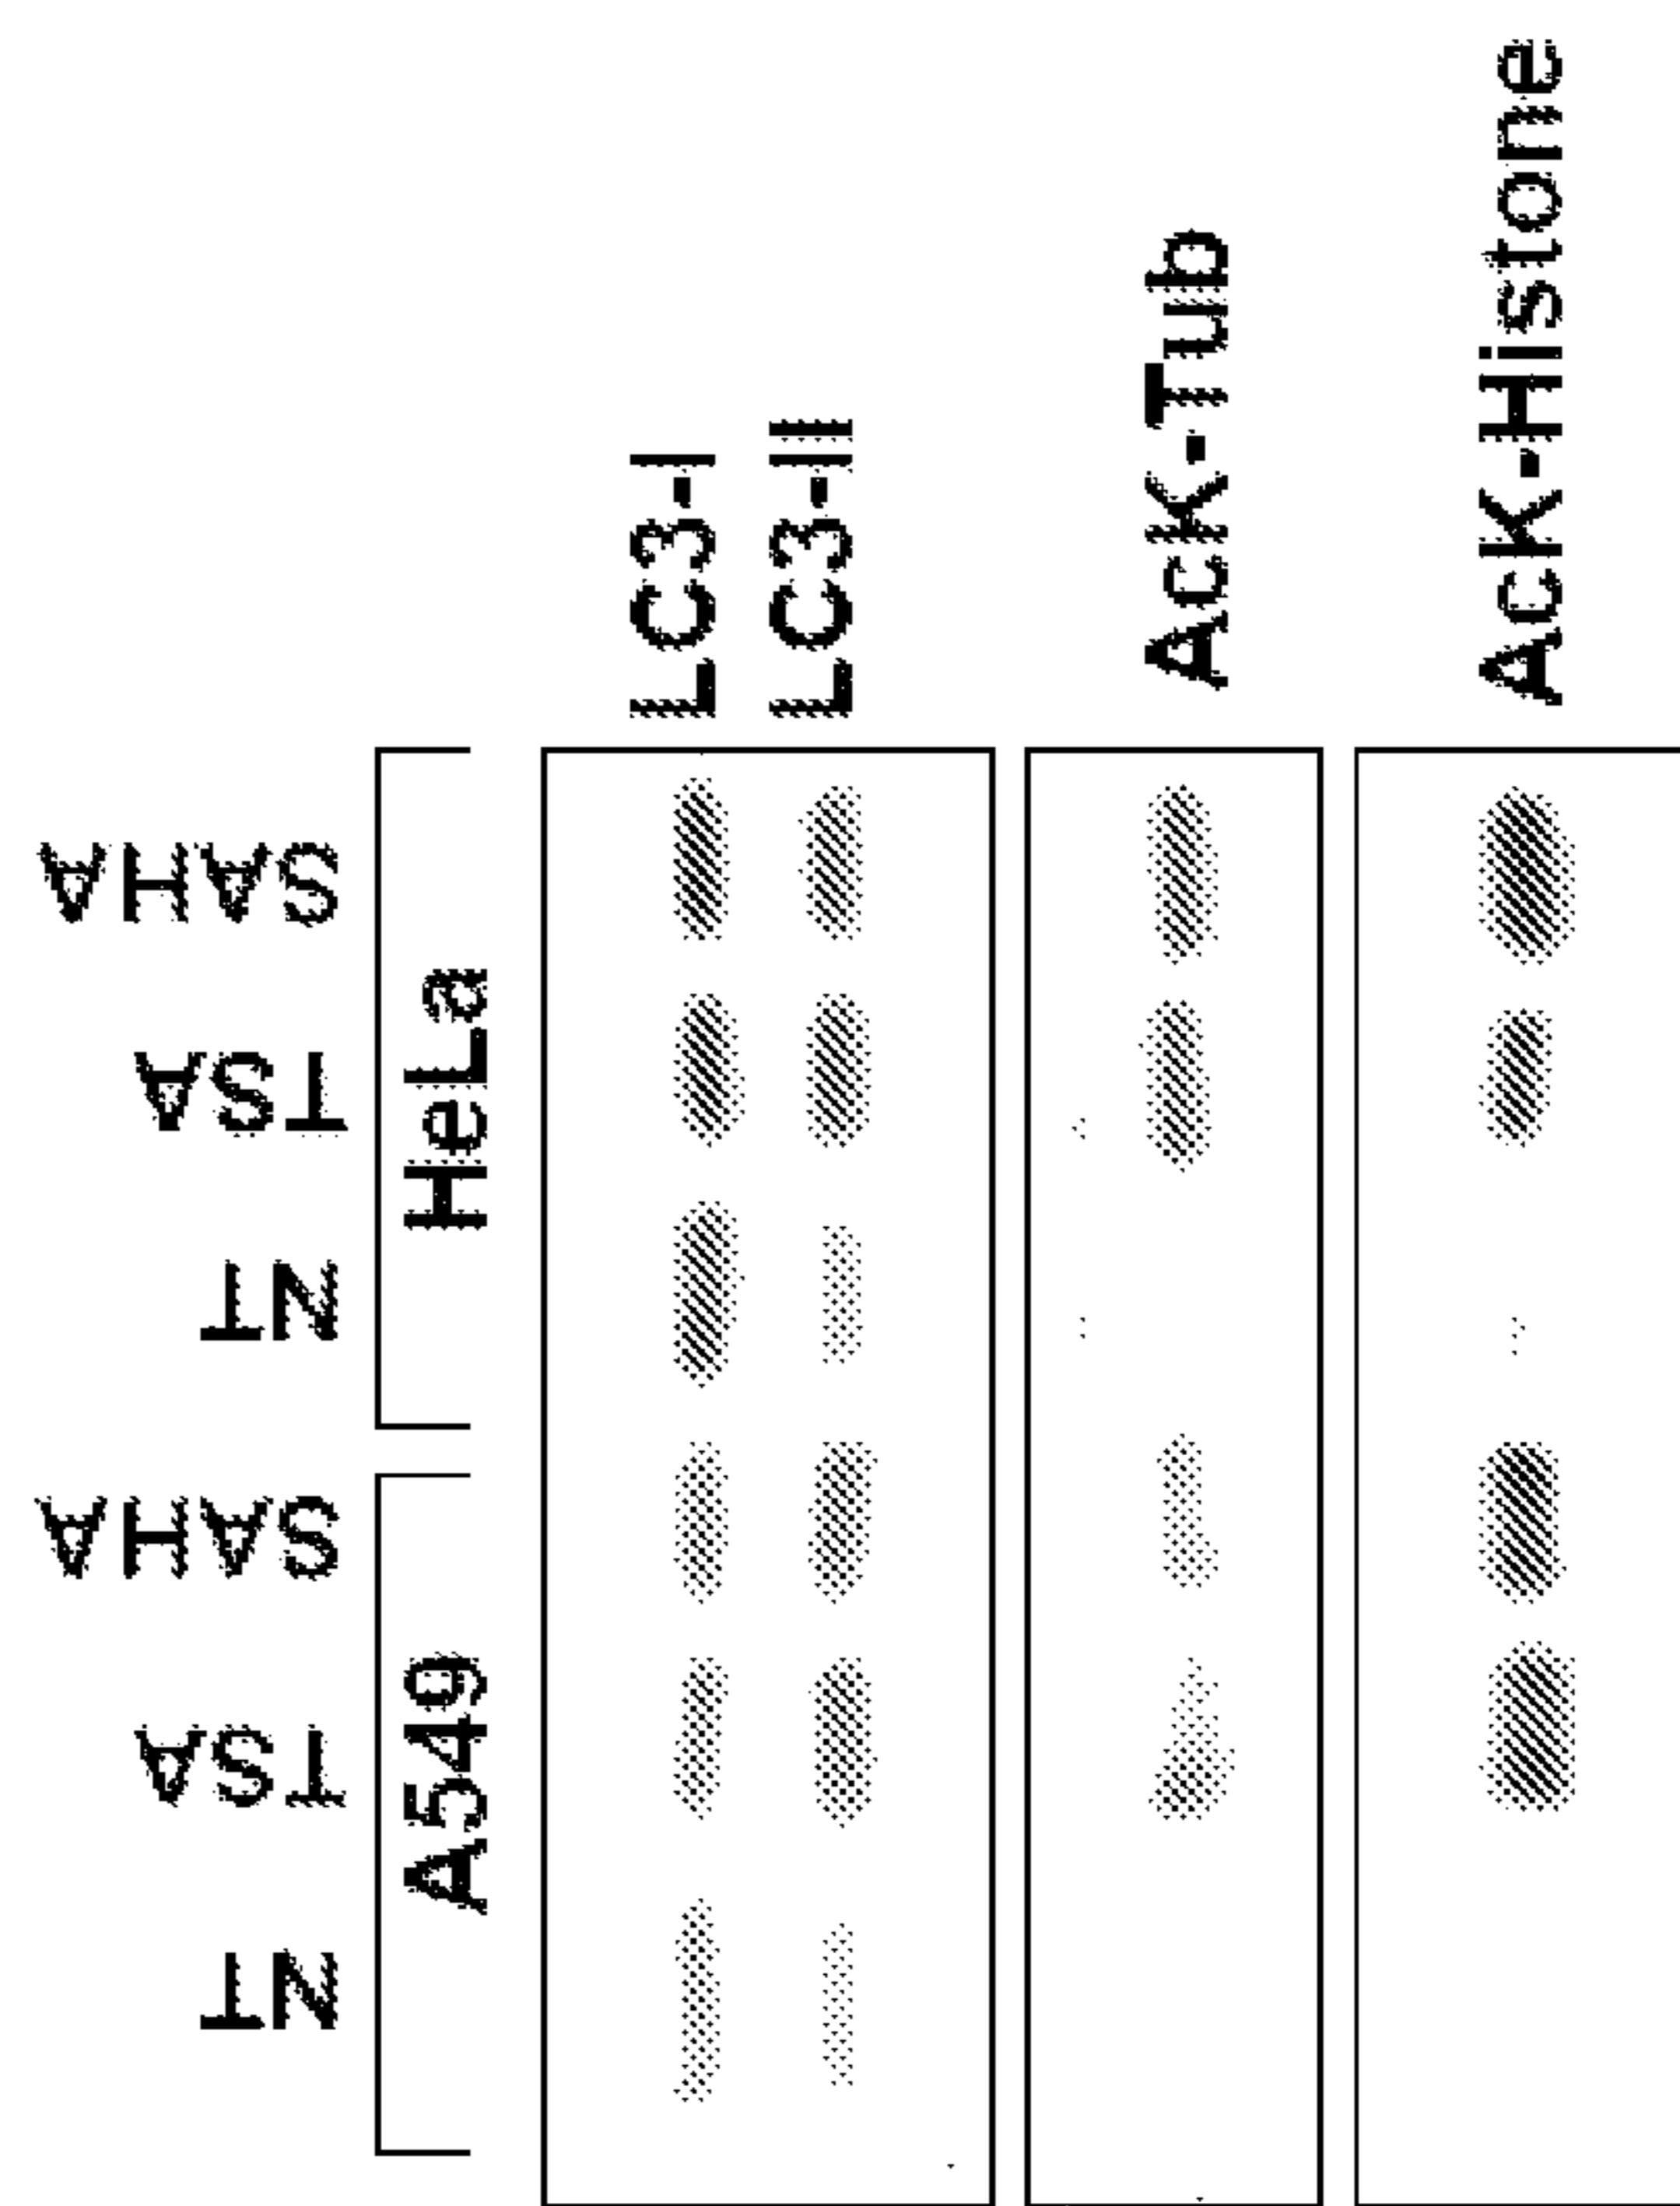 A549
HeLa
NT
TSA
SAHA
NT
TSA
SAHA
LC3-I
LC3-II
AcK-Tub
AcK-Histone